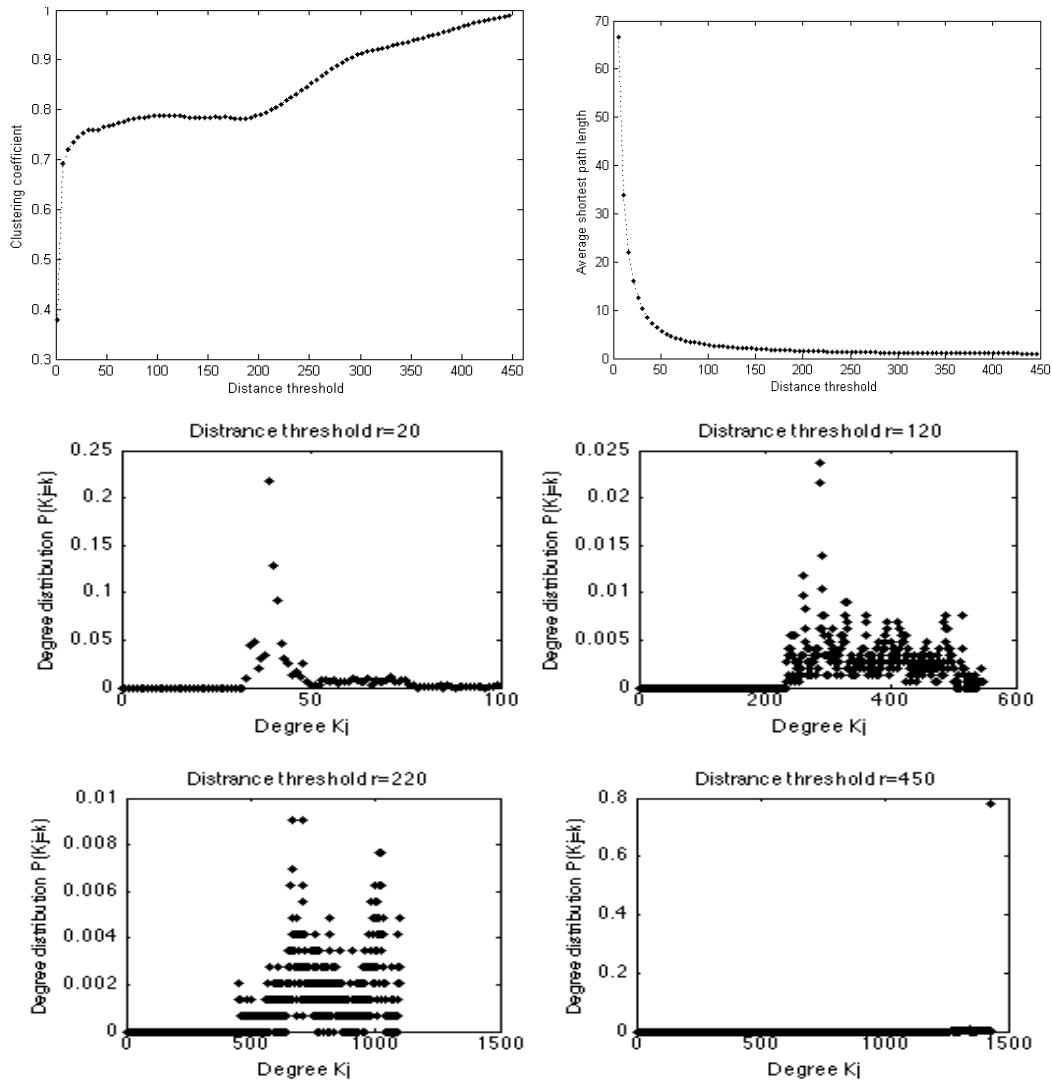 Clustering coefficient
1
0.9
0.8
0.7
0.6
0.5
0.4
0.3
0 50 100 150 200 250 300 350 400 450
Distance threshold
Average shortest path length
70
60
50
40
30
20
10
0
0 50 100 150 200 250 300 350 400 450
Distance threshold
Distrance threshold r=20
Degree distribution P(Kj=k)
0.25
0.2
0.15
0.1
0.05
0
0 50 100
Degree Kj
Distrance threshold r=120
Degree distribution P(Kj=k)
0.025
0.02
0.015
0.01
0.005
0
0 200 400 600
Degree Kj
Distrance threshold r=220
Degree distribution P(Kj=k)
0.01
0.008
0.006
0.004
0.002
0
0 500 1000 1500
Degree Kj
Distrance threshold r=450
Degree distribution P(Kj=k)
0.8
0.6
0.4
0.2
0
0 500 1000 1500
Degree Kj